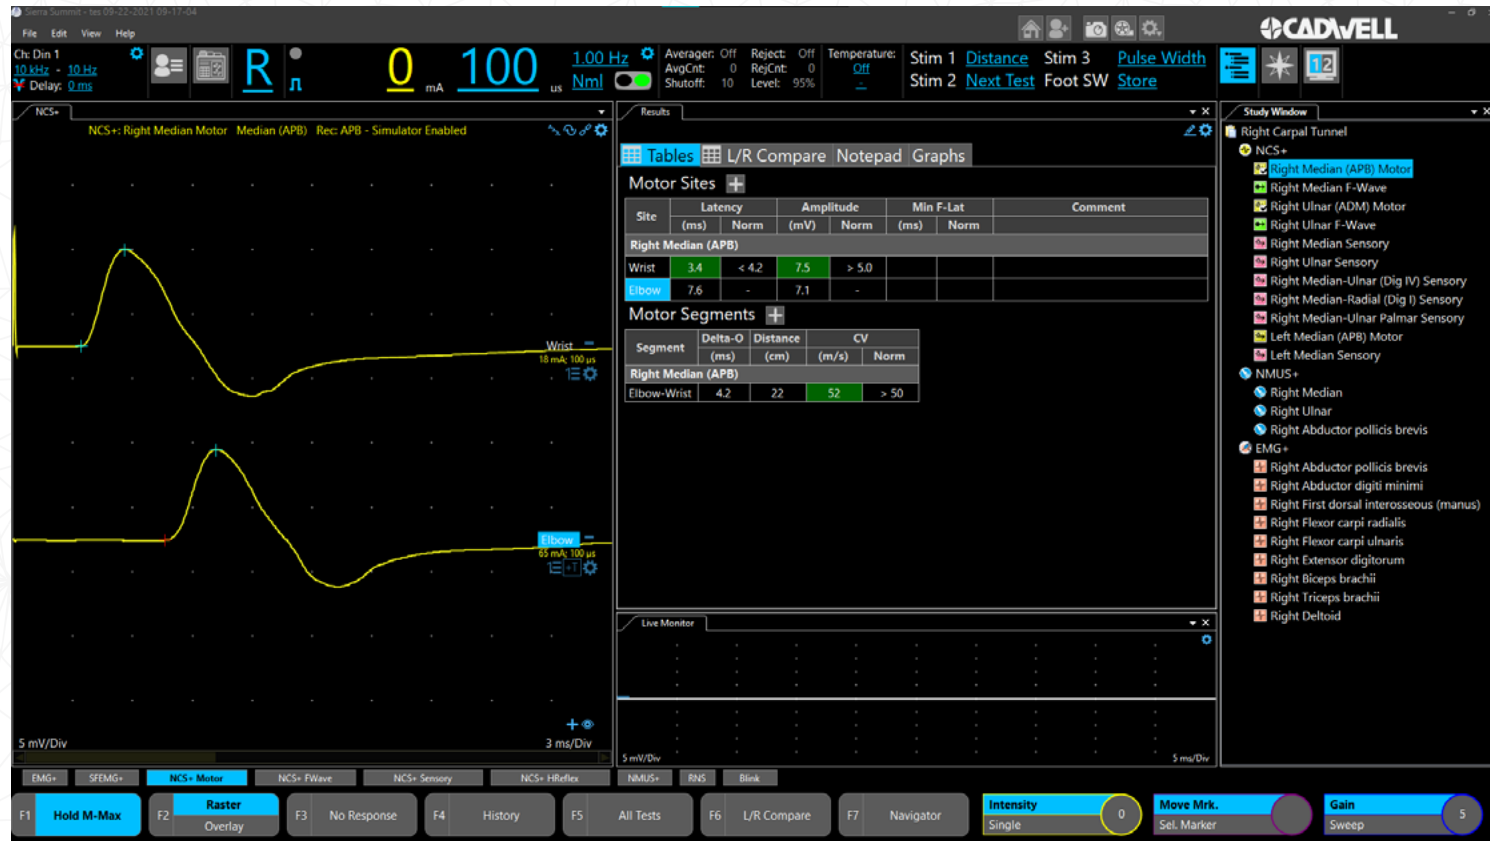 Sierra Summit - tes 09-22-2021 09-17-04
File Edit View Help
CADWELL
Ch: Din 1
10 kHz - 10 Hz
Delay: 0 ms
R
0 mA 100 us
1.00 Hz
Nml
Averager: Off Reject: Off Temperature:
AvgCnt: 0 RejCnt: 0 Off
Shutoff: 10 Level: 95% -
Stim 1 Distance Stim 3 Pulse Width
Stim 2 Next Test Foot SW Store
12
NCS+
NCS+: Right Median Motor Median (APB) Rec: APB - Simulator Enabled
Wrist
18 mA; 100 µs
Elbow
65 mA; 100 µs
+T
5 mV/Div 3 ms/Div
Results
Tables L/R Compare Notepad Graphs
Motor Sites
Site Latency Amplitude Min F-Lat Comment
(ms) Norm (mV) Norm (ms) Norm
Right Median (APB)
Wrist 3.4 < 4.2 7.5 > 5.0
Elbow 7.6 - 7.1 -
Motor Segments
Segment Delta-O Distance CV
(ms) (cm) (m/s) Norm
Right Median (APB)
Elbow-Wrist 4.2 22 52 > 50
Live Monitor
5 mV/Div 5 ms/Div
Study Window
Right Carpal Tunnel
NCS+
Right Median (APB) Motor
Right Median F-Wave
Right Ulnar (ADM) Motor
Right Ulnar F-Wave
Right Median Sensory
Right Ulnar Sensory
Right Median-Ulnar (Dig IV) Sensory
Right Median-Radial (Dig I) Sensory
Right Median-Ulnar Palmar Sensory
Left Median (APB) Motor
Left Median Sensory
NMUS+
Right Median
Right Ulnar
Right Abductor pollicis brevis
EMG+
Right Abductor pollicis brevis
Right Abductor digiti minimi
Right First dorsal interosseous (manus)
Right Flexor carpi radialis
Right Flexor carpi ulnaris
Right Extensor digitorum
Right Biceps brachii
Right Triceps brachii
Right Deltoid
EMG+ SFEMG+ NCS+ Motor NCS+ FWave NCS+ Sensory NCS+ HReflex NMUS+ RNS Blink
F1 Hold M-Max F2 Raster Overlay F3 No Response F4 History F5 All Tests F6 L/R Compare F7 Navigator
Intensity Single 0
Move Mrk. Sel. Marker
Gain Sweep 5